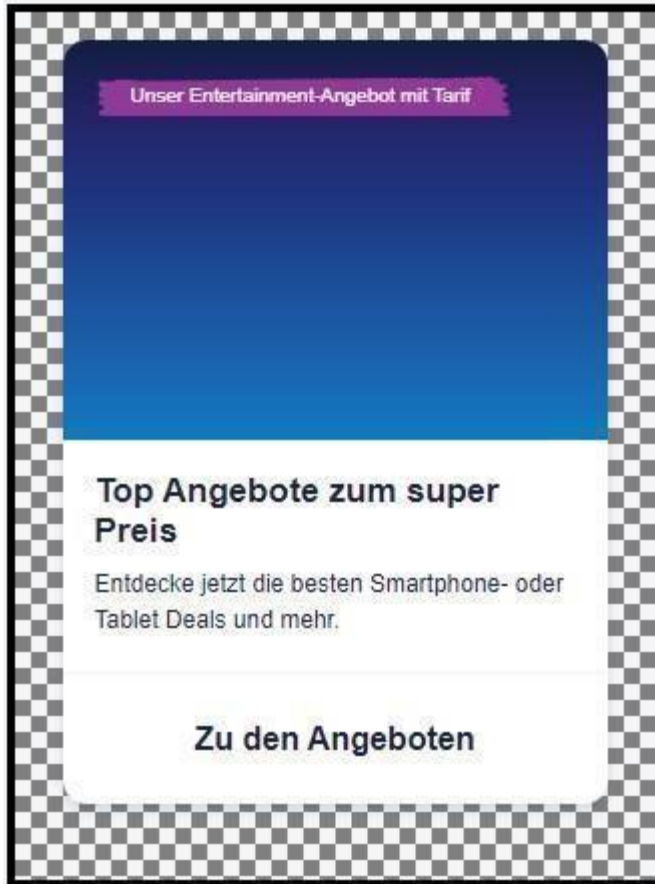 Unser Entertainment-Angebot mit Tarif
Top Angebote zum super
Preis
Entdecke jetzt die besten Smartphone- oder
Tablet Deals und mehr.
Zu den Angeboten